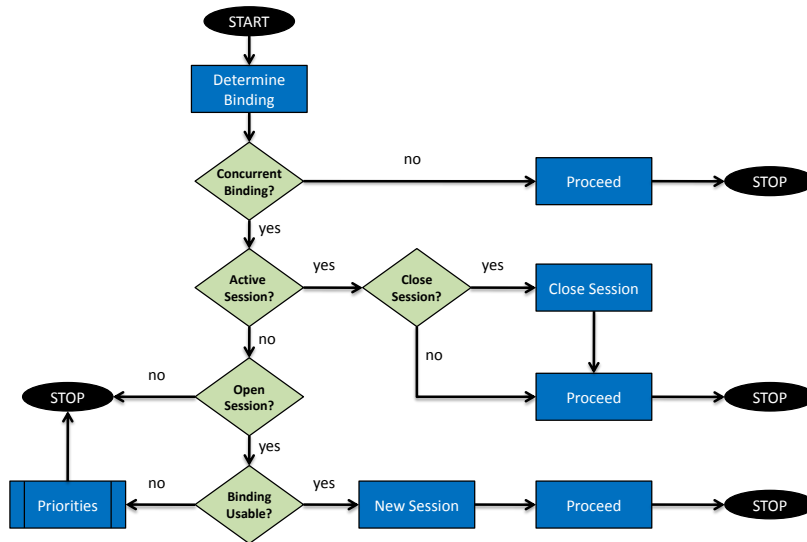 START
Determine
Binding
no
Concurrent
Binding?
Proceed
STOP
yes
yes
yes
Active
Session?
Close
Session?
Close Session
no
no
no
STOP
Open
Session?
Proceed
STOP
yes
no
yes
Priorities
Binding
Usable?
New Session
Proceed
STOP